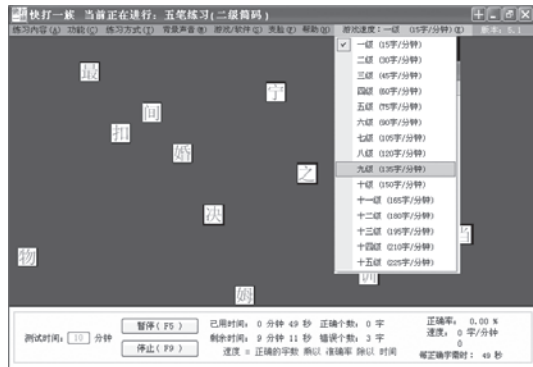 快打一族 当前正在进行：五笔练习(二级简码)
练习内容(A) 功能(C) 练习方式(T) 背景声音(W) 游戏/软件(G) 关胎(F) 帮助(H) 游戏速度：一级 (15字/分钟)(I) 版本：5.1
一级 (15字/分钟)
二级 (30字/分钟)
三级 (45字/分钟)
四级 (60字/分钟)
五级 (75字/分钟)
六级 (90字/分钟)
七级 (105字/分钟)
八级 (120字/分钟)
九级 (135字/分钟)
十级 (150字/分钟)
十一级 (165字/分钟)
十二级 (180字/分钟)
十三级 (195字/分钟)
十四级 (210字/分钟)
十五级 (225字/分钟)
最
宁
间
扣
婚
之
决
当
物
训
姆
测试时间： 10 分钟
暂停( F5 )
停止( F9 )
已用时间： 0 分钟 49 秒 正确个数： 0 字
剩余时间： 9 分钟 11 秒 错误个数： 3 字
速度 = 正确的字数 乘以 准确率 除以 时间
正确率： 0.00 %
速度： 0 字/分钟
0
每正确字需时： 49 秒